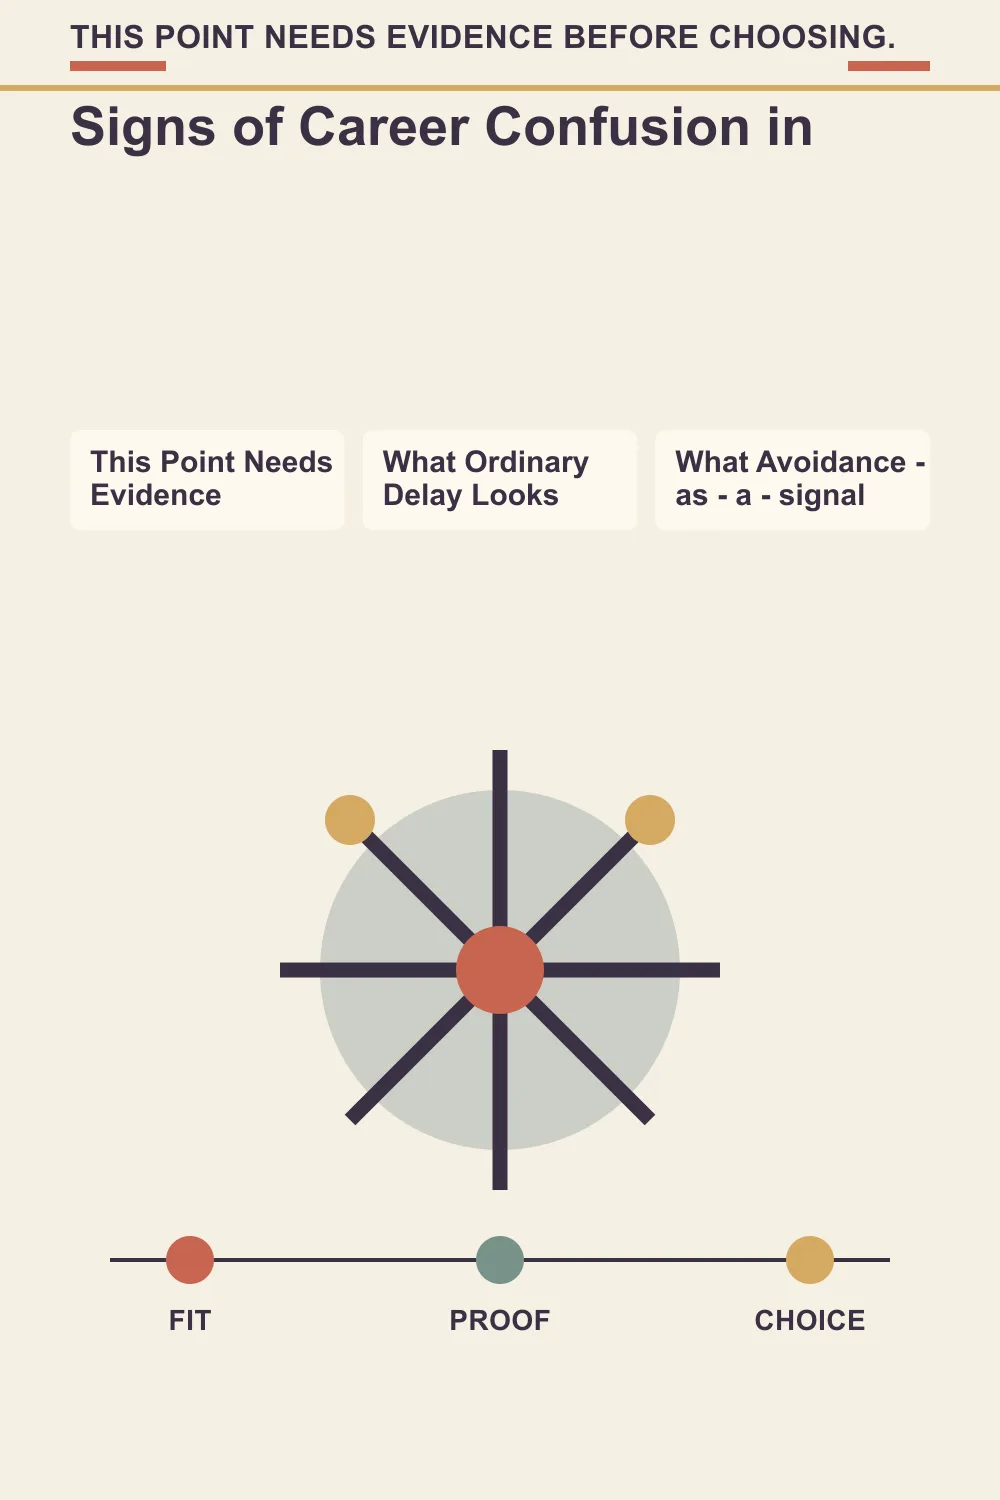 THIS POINT NEEDS EVIDENCE BEFORE CHOOSING.
Signs of Career Confusion in
This Point Needs
Evidence
What Ordinary
Delay Looks
What Avoidance -
as - a - signal
FIT
PROOF
CHOICE